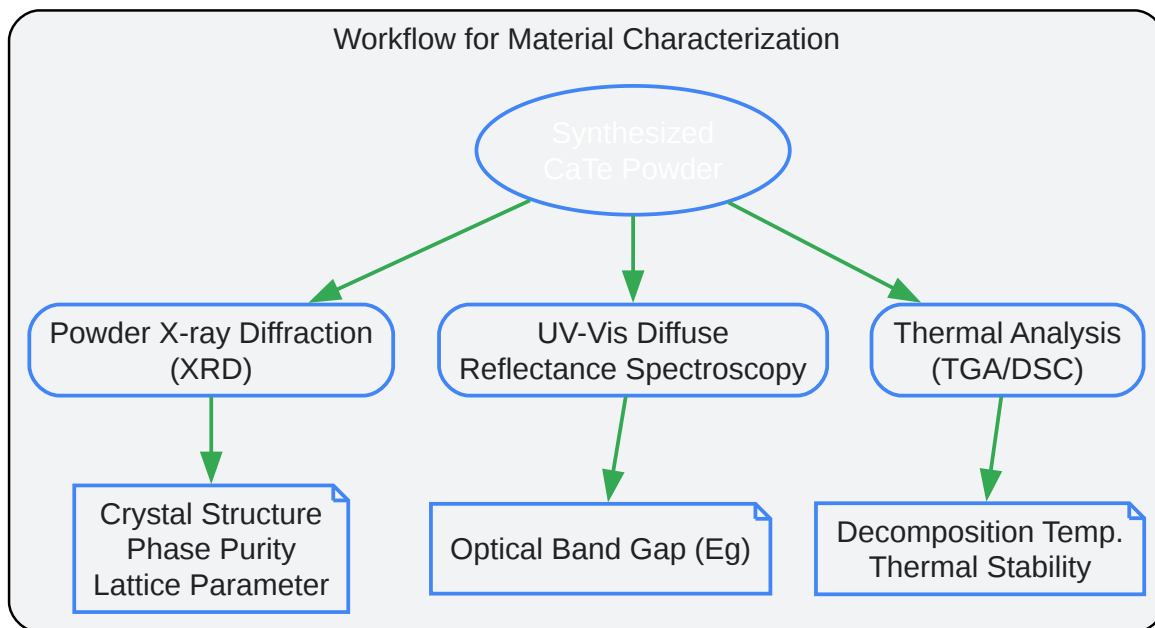 Workflow for Material Characterization
Synthesized
CaTe Powder
Powder X-ray Diffraction
(XRD)
UV-Vis Diffuse
Reflectance Spectroscopy
Thermal Analysis
(TGA/DSC)
Crystal Structure
Phase Purity
Lattice Parameter
Optical Band Gap (Eg)
Decomposition Temp.
Thermal Stability